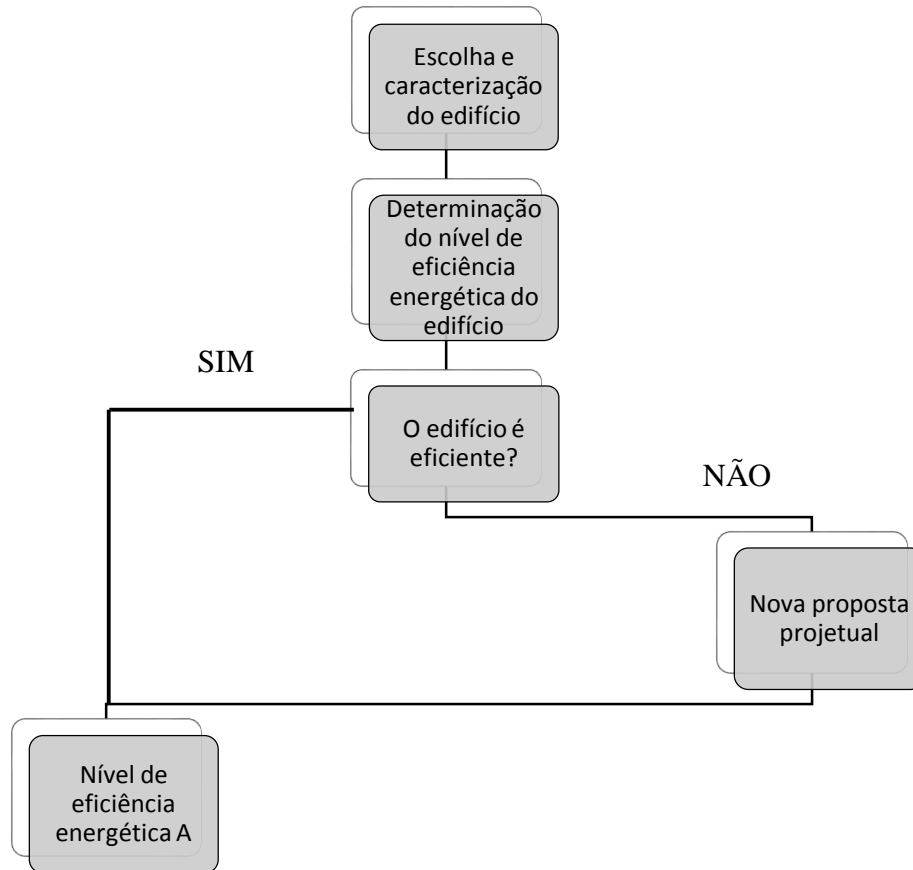 Escolha e
caracterização
do edifício
Determinação
do nível de
eficiência
energética do
edifício
SIM
O edifício é
eficiente?
NÃO
Nova proposta
projetual
Nível de
eficiência
energética A